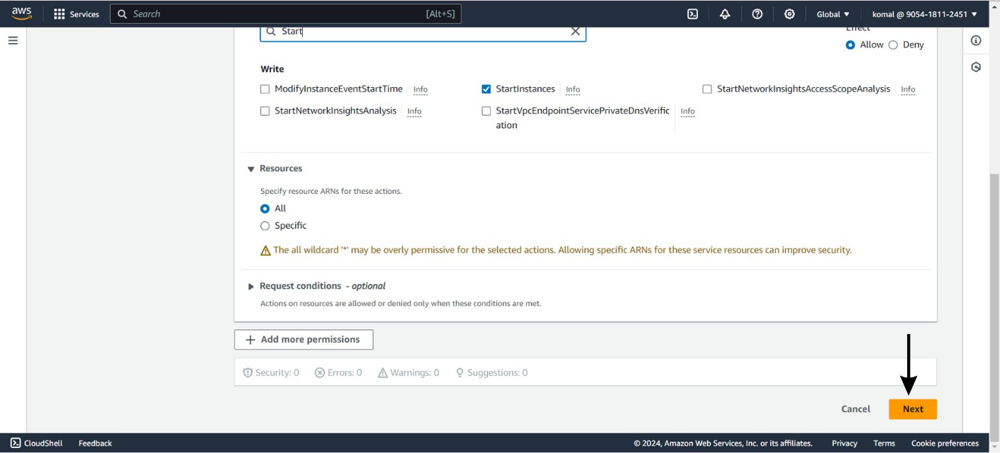 aws Services Search [Alt+S] Global ▼ komal @ 9054-1811-2451 ▼
Start Effect
Allow Deny
Write
ModifyInstanceEventStartTime Info StartInstances Info StartNetworkInsightsAccessScopeAnalysis Info
StartNetworkInsightsAnalysis Info StartVpcEndpointServicePrivateDnsVerific Info
ation
Resources
Specify resource ARNs for these actions.
All
Specific
The all wildcard '*' may be overly permissive for the selected actions. Allowing specific ARNs for these service resources can improve security.
Request conditions - optional
Actions on resources are allowed or denied only when these conditions are met.
+ Add more permissions
Security: 0 Errors: 0 Warnings: 0 Suggestions: 0
Cancel Next
CloudShell Feedback © 2024, Amazon Web Services, Inc. or its affiliates. Privacy Terms Cookie preferences